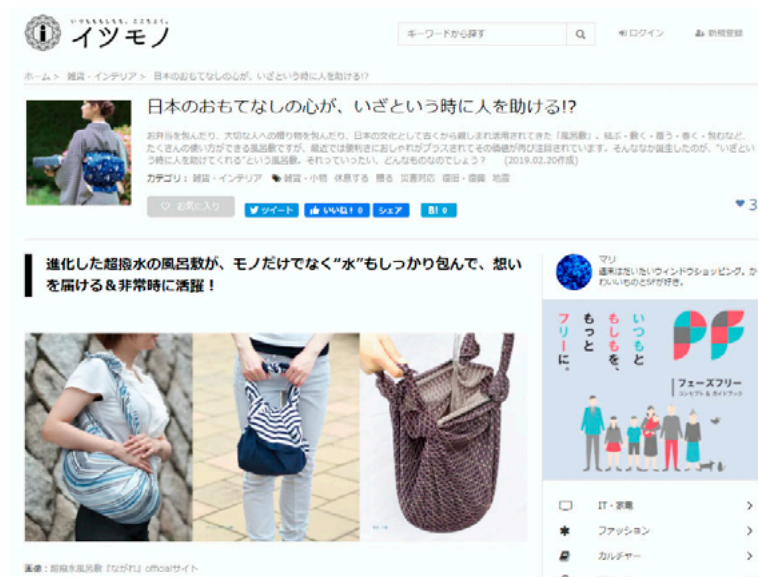 いつももしもも、ここちよく。
イツモノ
キーワードから探す
ログイン
新規登録
ホーム > 雑貨・インテリア > 日本のおもてなしの心が、いざという時に人を助ける!?
日本のおもてなしの心が、いざという時に人を助ける!?
お弁当を包んだり、大切な人への贈り物を包んだり、日本の文化として古くから親しまれ活用されてきた「風呂敷」。結ぶ・敷く・覆う・巻く・包むなど、
たくさんの使い方ができる風呂敷ですが、最近では便利さにおしゃれがプラスされてその価値が再び注目されています。そんななか誕生したのが、“いざとい
う時に人を助けてくれる”という風呂敷。それっていったい、どんなものなのでしょう? (2019.02.20作成)
カテゴリ: 雑貨・インテリア 雑貨・小物 休息する 贈る 災害対応 復旧・復興 地震
お気に入り
ツイート
いいね! 0
シェア
B! 0
3
進化した超撥水の風呂敷が、モノだけでなく“水”もしっかり包んで、想い
を届ける&非常時に活躍!
マリ
週末はだいたいウィンドウショッピング。か
わいいものとSFが好き。
いつもと
もしもを、
もっと
フリーに。
PF
フェーズフリー
コンセプト & ガイドブック
IT・家電
ファッション
カルチャー
画像:超撥水風呂敷『ながれ』officialサイト